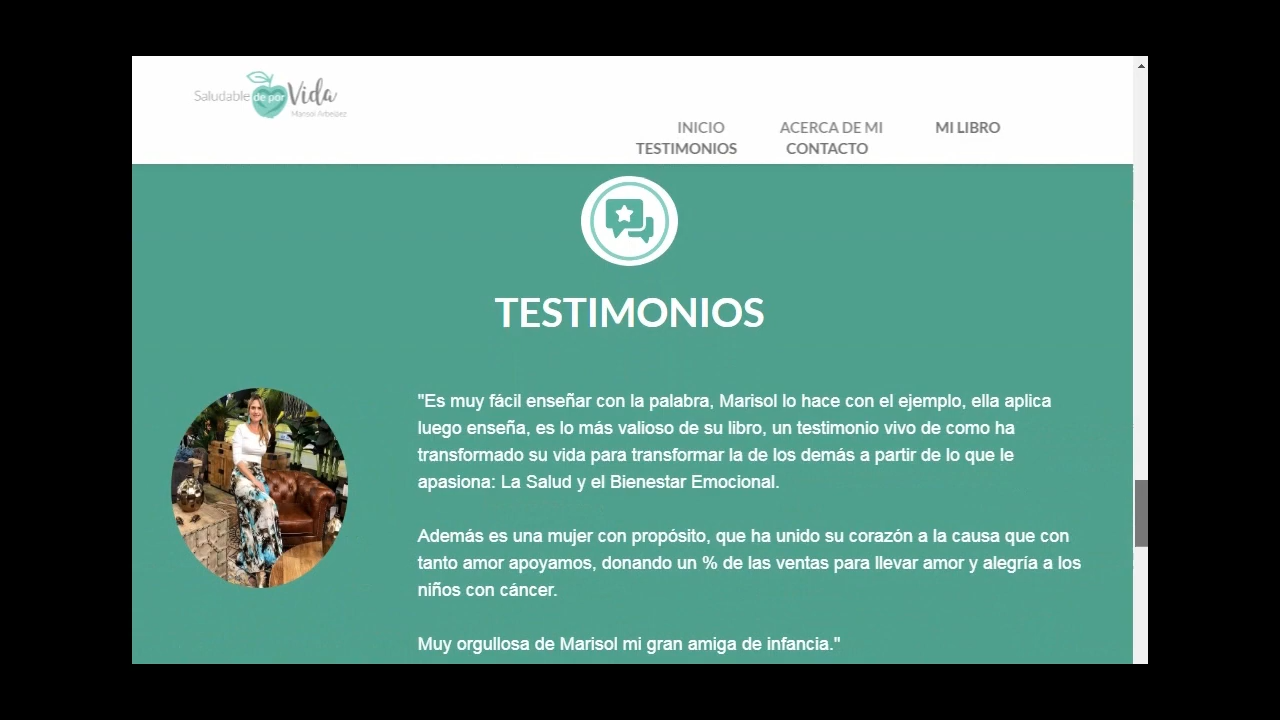 Saludable de por Vida
Marisol Arbeláez
INICIO ACERCA DE MI MI LIBRO
TESTIMONIOS CONTACTO
TESTIMONIOS
"Es muy fácil enseñar con la palabra, Marisol lo hace con el ejemplo, ella aplica
luego enseña, es lo más valioso de su libro, un testimonio vivo de como ha
transformado su vida para transformar la de los demás a partir de lo que le
apasiona: La Salud y el Bienestar Emocional.
Además es una mujer con propósito, que ha unido su corazón a la causa que con
tanto amor apoyamos, donando un % de las ventas para llevar amor y alegría a los
niños con cáncer.
Muy orgullosa de Marisol mi gran amiga de infancia."